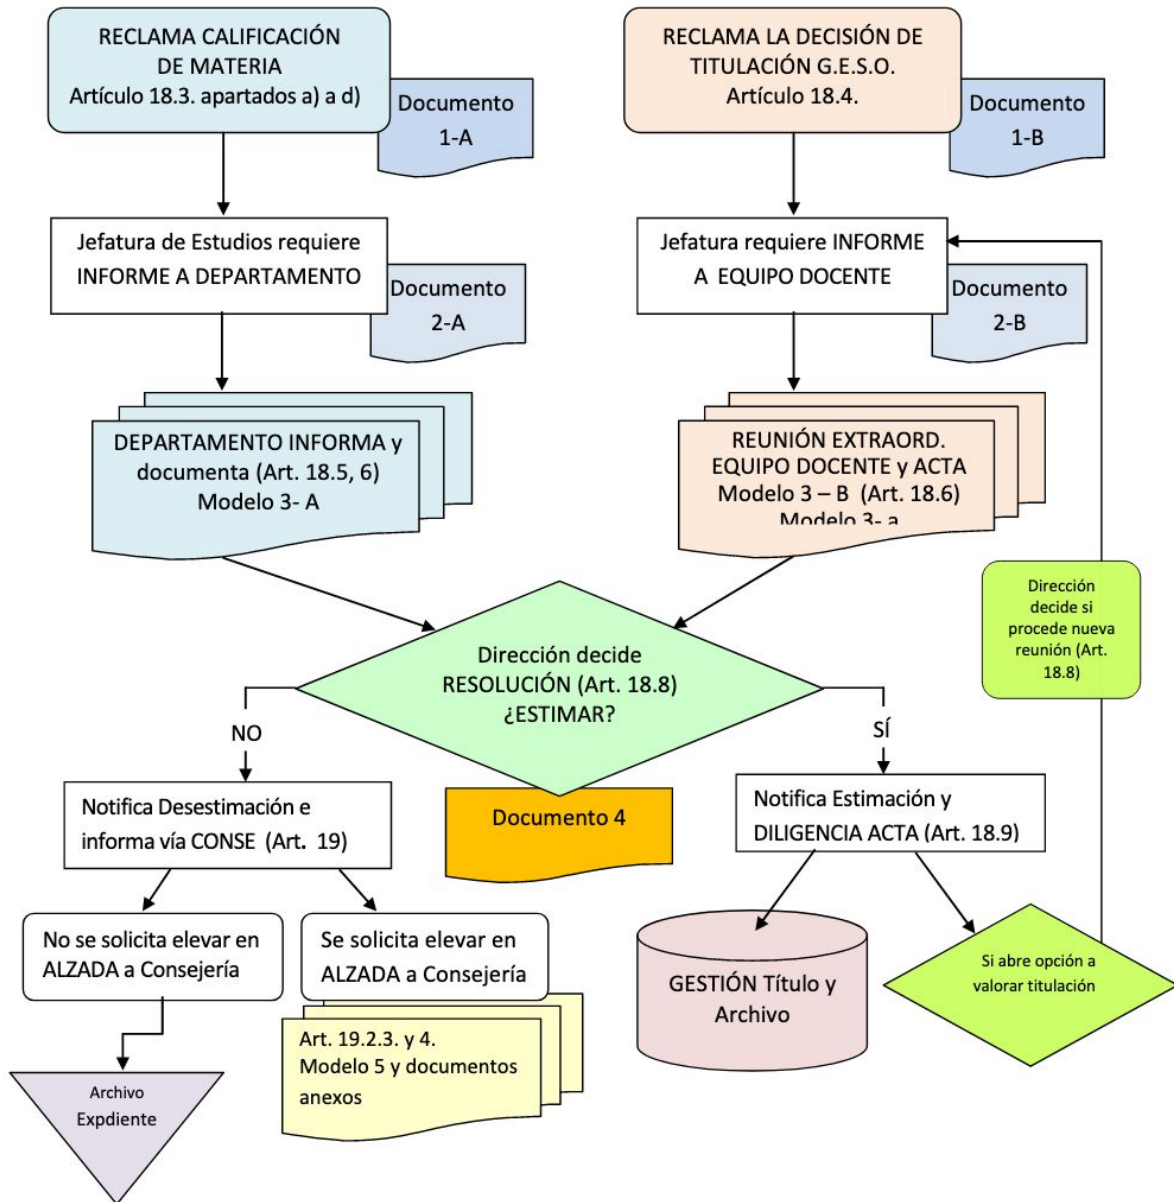 RECLAMA CALIFICACIÓN
DE MATERIA
Artículo 18.3. apartados a) a d)
Documento
1-A
RECLAMA LA DECISIÓN DE
TITULACIÓN G.E.S.O.
Artículo 18.4.
Documento
1-B
Jefatura de Estudios requiere
INFORME A DEPARTAMENTO
Documento
2-A
Jefatura requiere INFORME
A EQUIPO DOCENTE
Documento
2-B
DEPARTAMENTO INFORMA y
documenta (Art. 18.5, 6)
Modelo 3- A
REUNIÓN EXTRAORD.
EQUIPO DOCENTE y ACTA
Modelo 3 – B (Art. 18.6)
Modelo 3- a
Dirección
decide si
procede nueva
reunión (Art.
18.8)
Dirección decide
RESOLUCIÓN (Art. 18.8)
¿ESTIMAR?
NO
SÍ
Notifica Desestimación e
informa vía CONSE (Art. 19)
Documento 4
Notifica Estimación y
DILIGENCIA ACTA (Art. 18.9)
No se solicita elevar en
ALZADA a Consejería
Se solicita elevar en
ALZADA a Consejería
GESTIÓN Título y
Archivo
Si abre opción a
valorar titulación
Art. 19.2.3. y 4.
Modelo 5 y documentos
anexos
Archivo
Expdiente